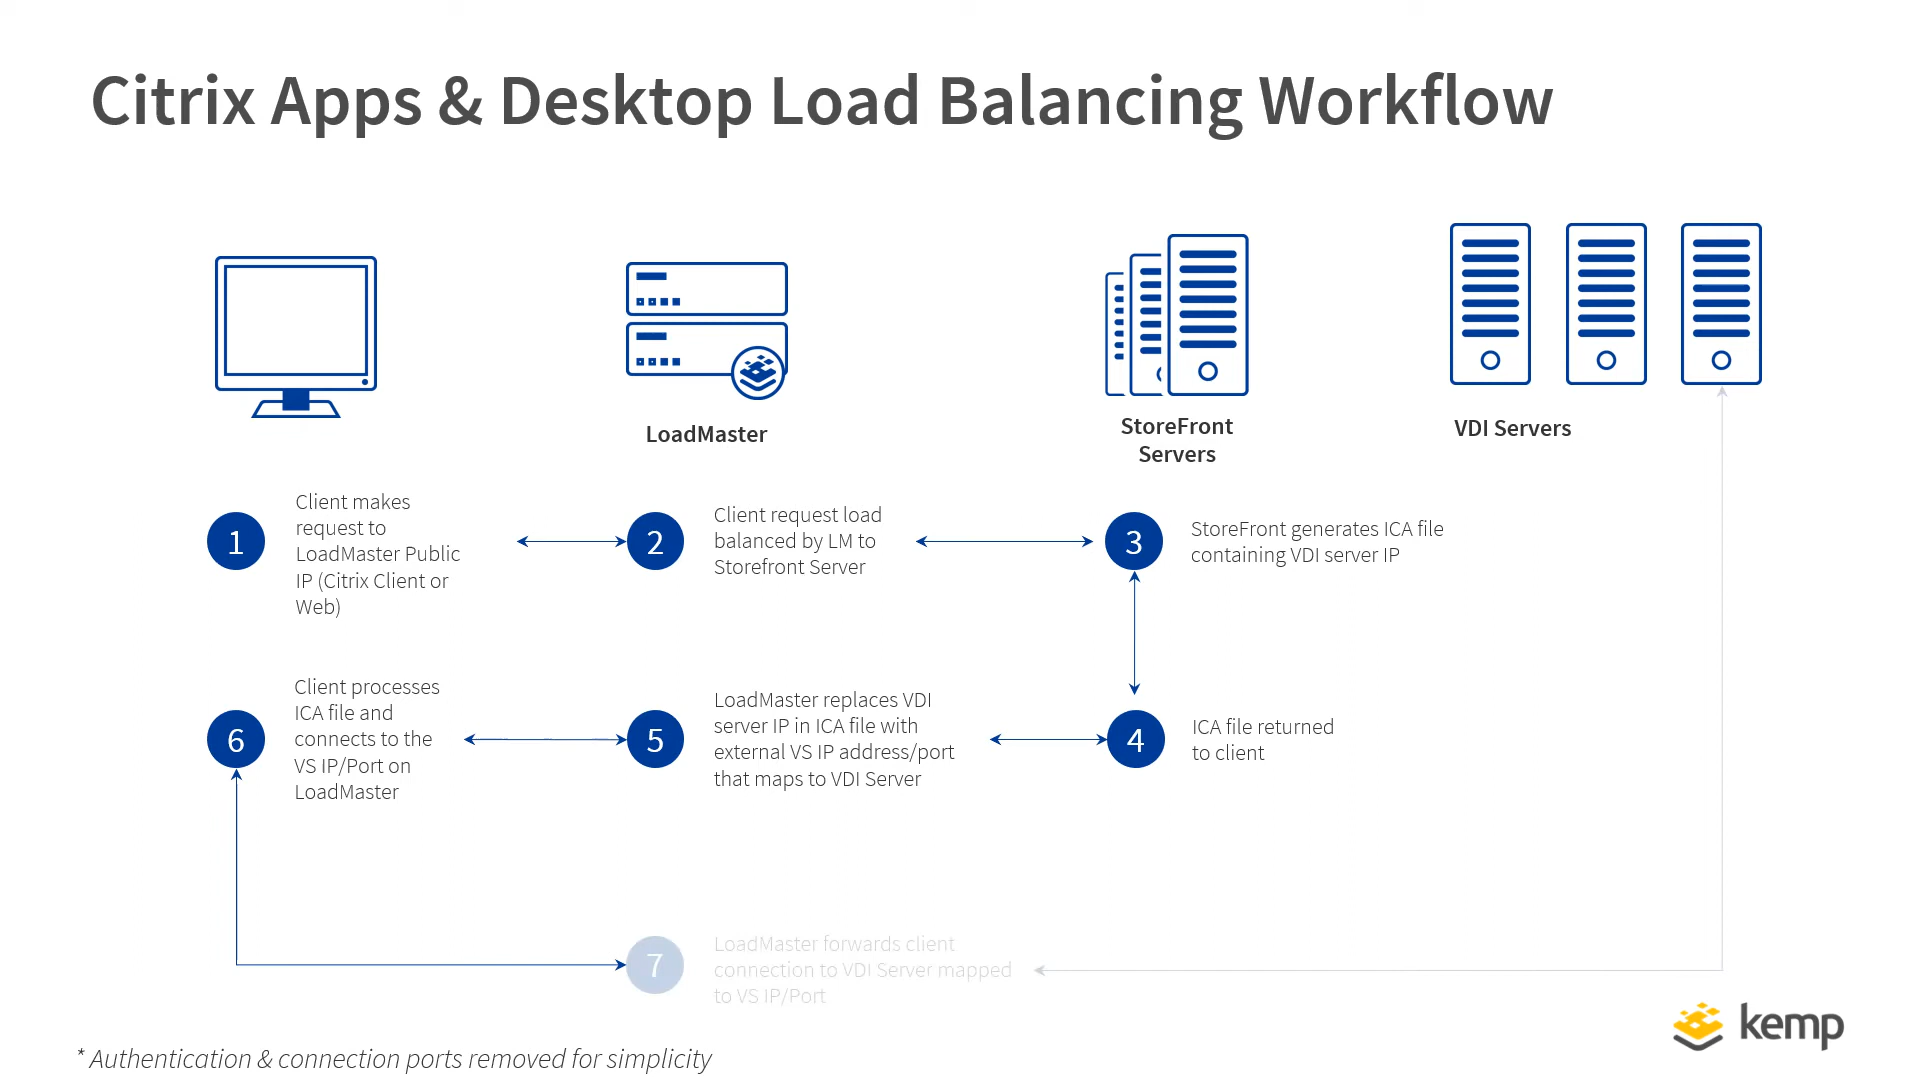 Citrix Apps & Desktop Load Balancing Workflow
LoadMaster
StoreFront
Servers
VDI Servers
1
Client makes
request to
LoadMaster Public
IP (Citrix Client or
Web)
2
Client request load
balanced by LM to
Storefront Server
3
StoreFront generates ICA file
containing VDI server IP
6
Client processes
ICA file and
connects to the
VS IP/Port on
LoadMaster
5
LoadMaster replaces VDI
server IP in ICA file with
external VS IP address/port
that maps to VDI Server
4
ICA file returned
to client
7
LoadMaster forwards client
connection to VDI Server mapped
to VS IP/Port
kemp
* Authentication & connection ports removed for simplicity